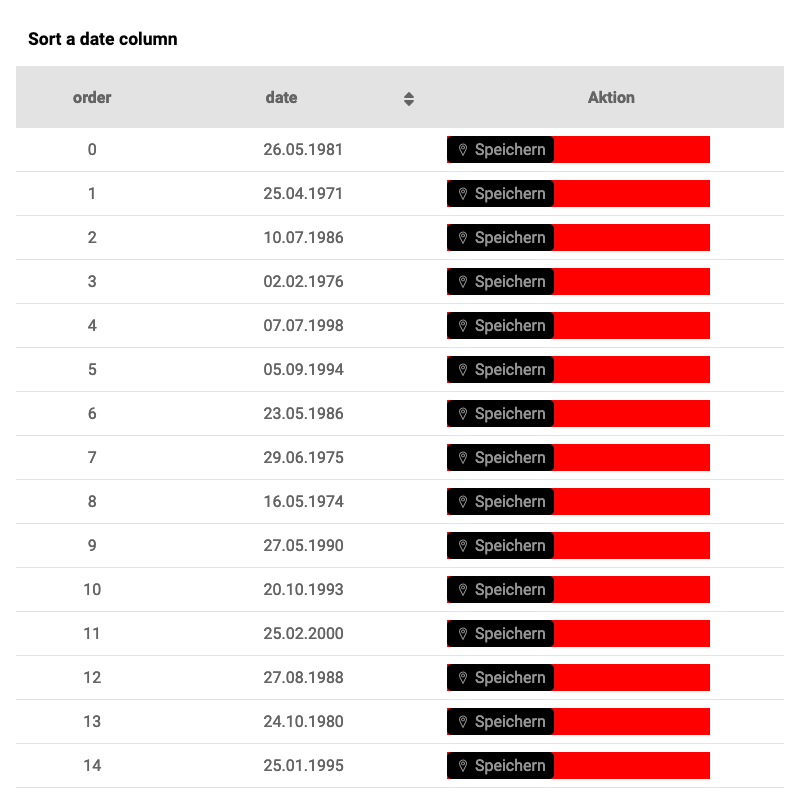 Sort a date column
order date Aktion
0 26.05.1981 Speichern
1 25.04.1971 Speichern
2 10.07.1986 Speichern
3 02.02.1976 Speichern
4 07.07.1998 Speichern
5 05.09.1994 Speichern
6 23.05.1986 Speichern
7 29.06.1975 Speichern
8 16.05.1974 Speichern
9 27.05.1990 Speichern
10 20.10.1993 Speichern
11 25.02.2000 Speichern
12 27.08.1988 Speichern
13 24.10.1980 Speichern
14 25.01.1995 Speichern